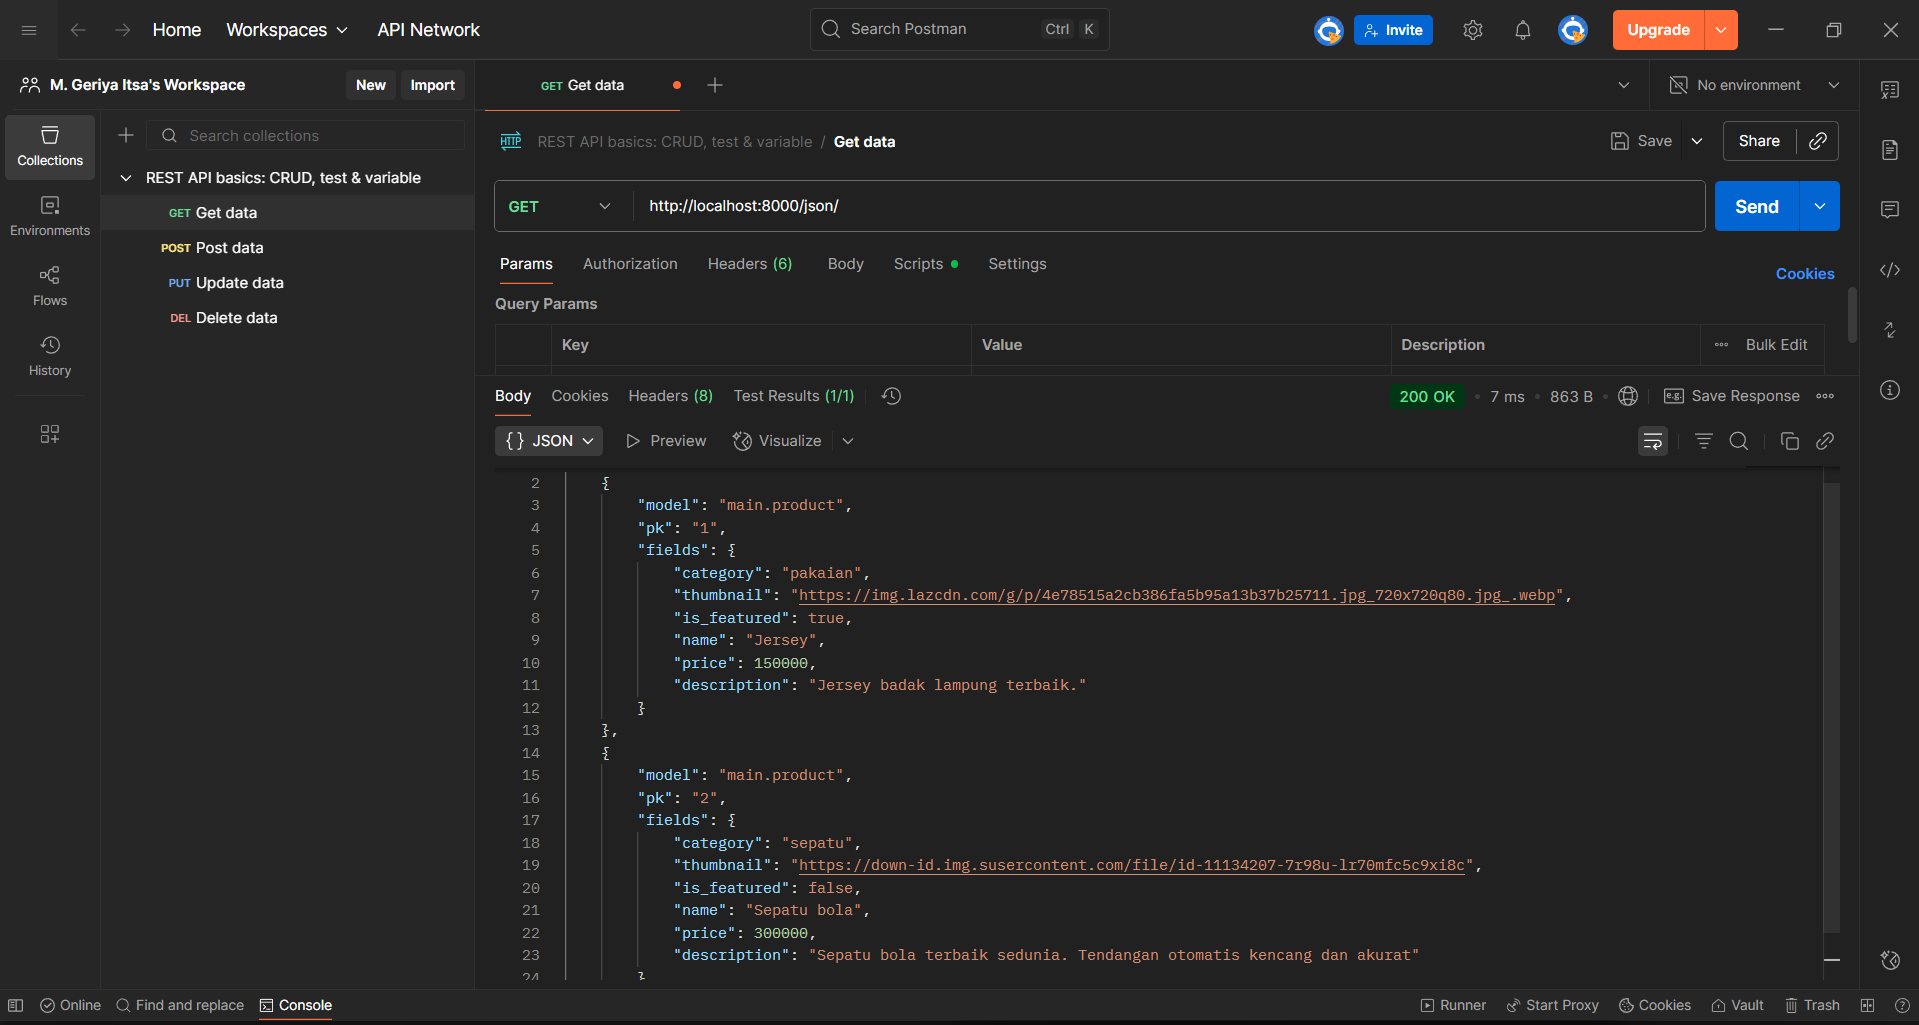 Home Workspaces API Network Search Postman Ctrl K Invite Upgrade
M. Geriya Itsa's Workspace New Import GET Get data No environment
Search collections
REST API basics: CRUD, test & variable
GET Get data
POST Post data
PUT Update data
DEL Delete data
Collections
Environments
Flows
History
HTTP REST API basics: CRUD, test & variable / Get data Save Share
GET http://localhost:8000/json/ Send
Params Authorization Headers (6) Body Scripts Settings Cookies
Query Params
Key Value Description Bulk Edit
Body Cookies Headers (8) Test Results (1/1) 200 OK 7 ms 863 B e.g. Save Response
{} JSON Preview Visualize
2 {
3 "model": "main.product",
4 "pk": "1",
5 "fields": {
6 "category": "pakaian",
7 "thumbnail": "https://img.lazcdn.com/g/p/4e78515a2cb386fa5b95a13b37b25711.jpg_720x720q80.jpg_.webp",
8 "is_featured": true,
9 "name": "Jersey",
10 "price": 150000,
11 "description": "Jersey badak lampung terbaik."
12 }
13 },
14 {
15 "model": "main.product",
16 "pk": "2",
17 "fields": {
18 "category": "sepatu",
19 "thumbnail": "https://down-id.img.susercontent.com/file/id-11134207-7r98u-lr70mfc5c9xi8c",
20 "is_featured": false,
21 "name": "Sepatu bola",
22 "price": 300000,
23 "description": "Sepatu bola terbaik sedunia. Tendangan otomatis kencang dan akurat"
24 }
Online Find and replace Console Runner Start Proxy Cookies Vault Trash